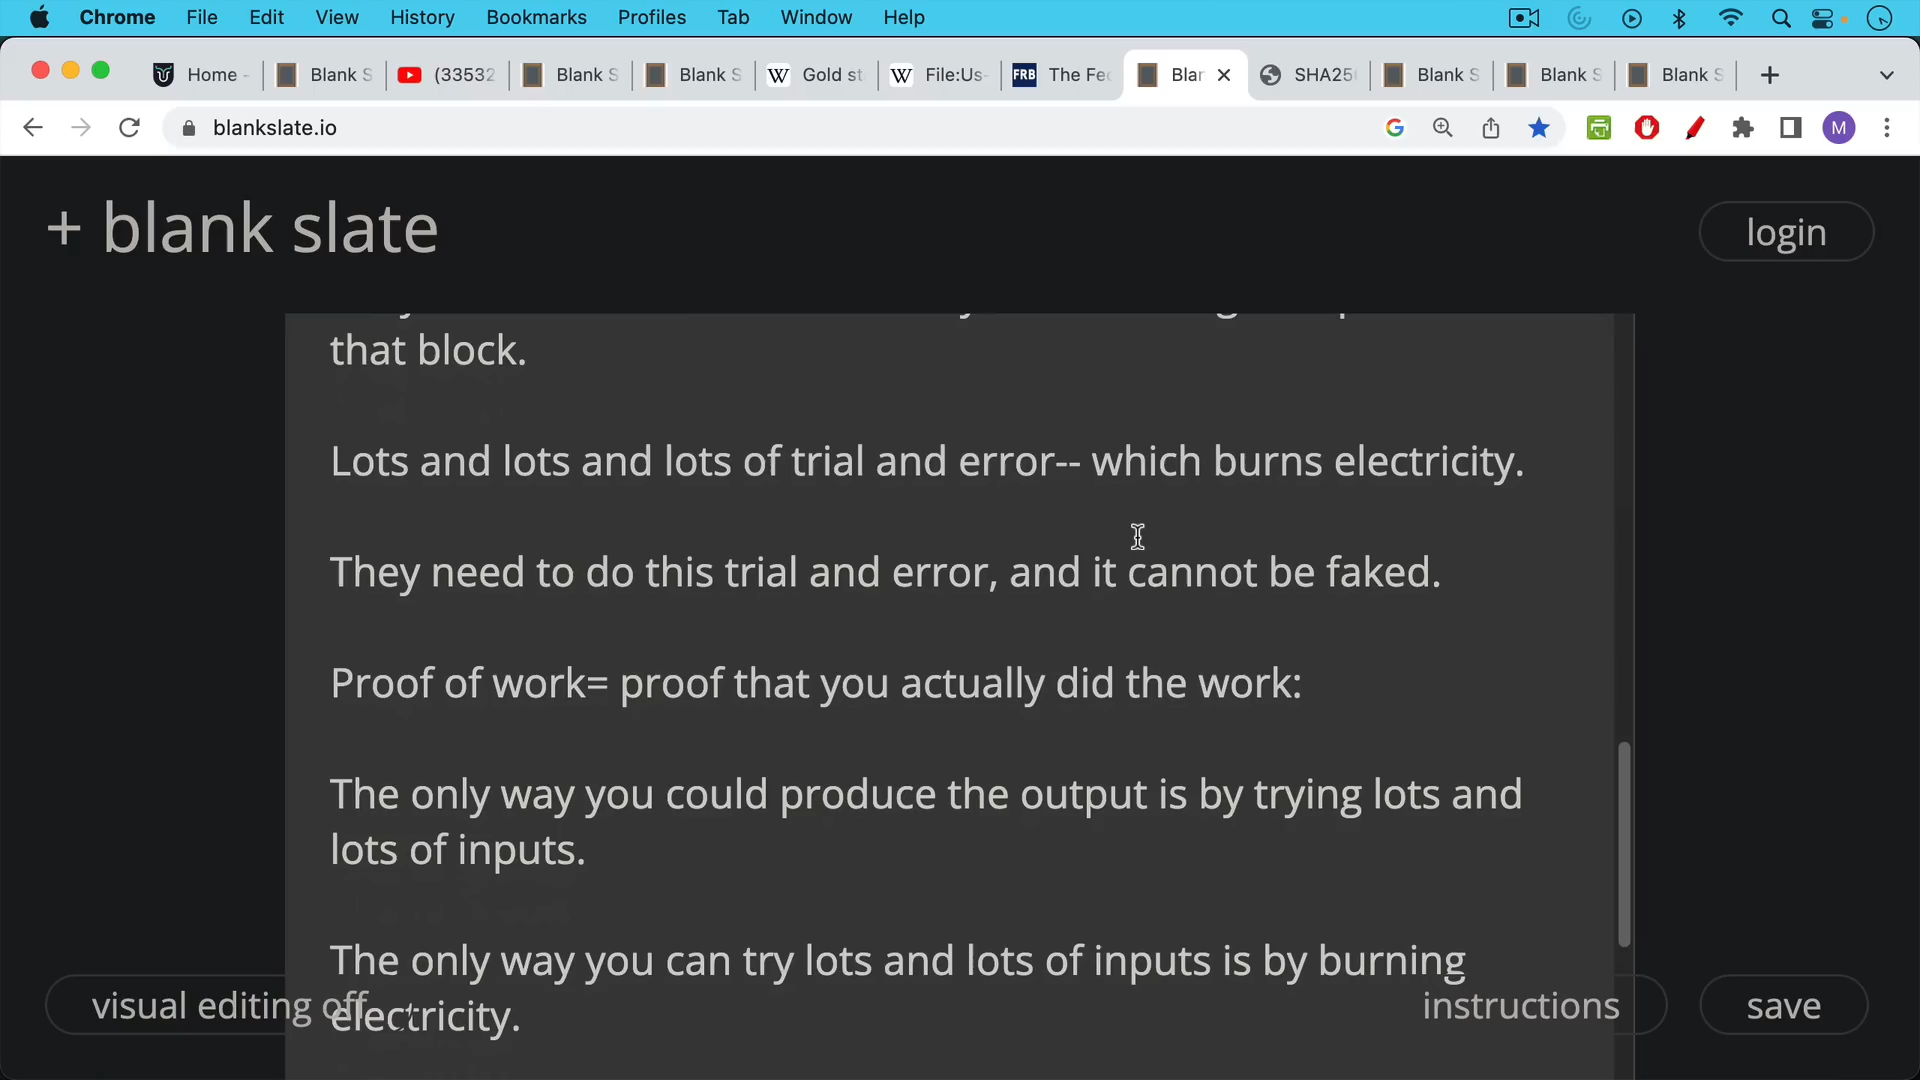 Chrome File Edit View History Bookmarks Profiles Tab Window Help
Home - Blank S (33532 Blank S Blank S Gold st File:Us- The Fed Blan SHA256 Blank S Blank S Blank S
blankslate.io M
+ blank slate login
that block.
Lots and lots and lots of trial and error-- which burns electricity.
They need to do this trial and error, and it cannot be faked.
Proof of work= proof that you actually did the work:
The only way you could produce the output is by trying lots and
lots of inputs.
The only way you can try lots and lots of inputs is by burning
electricity.
visual editing off. instructions save